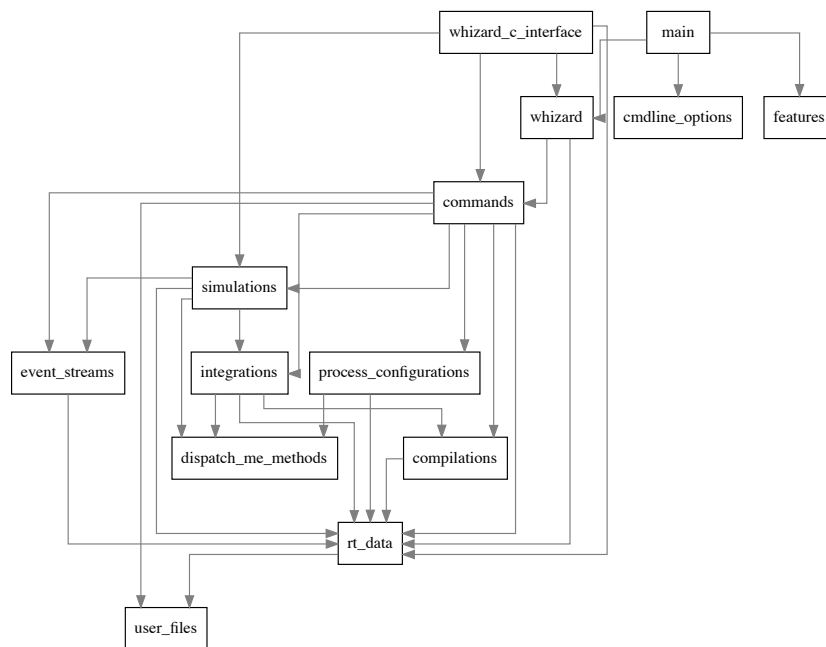 whizard_c_interface
main
whizard
cmdline_options
features
commands
simulations
event_streams
integrations
process_configurations
dispatch_me_methods
compilations
rt_data
user_files